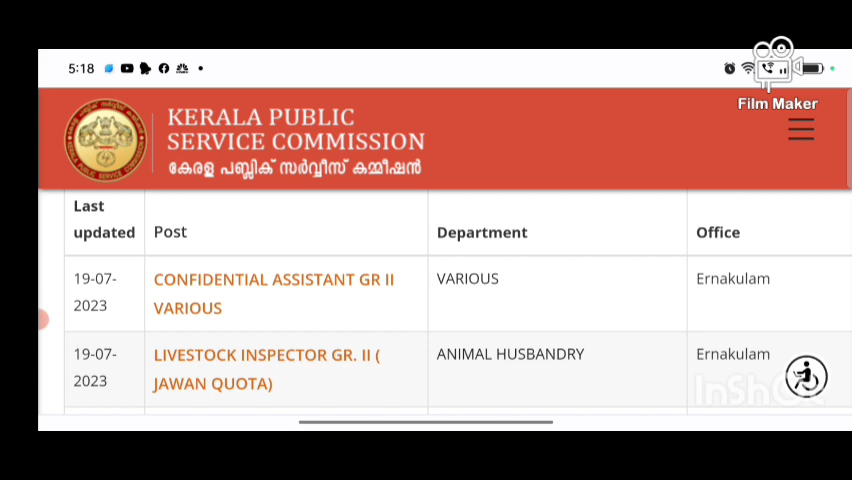 5:18
Film Maker
KERALA PUBLIC
SERVICE COMMISSION
കേരള പബ്ലിക് സർവ്വീസ് കമ്മീഷൻ
Last
updated
Post
Department
Office
19-07-
2023
CONFIDENTIAL ASSISTANT GR II
VARIOUS
VARIOUS
Ernakulam
19-07-
2023
LIVESTOCK INSPECTOR GR. II (
JAWAN QUOTA)
ANIMAL HUSBANDRY
Ernakulam
InShOt